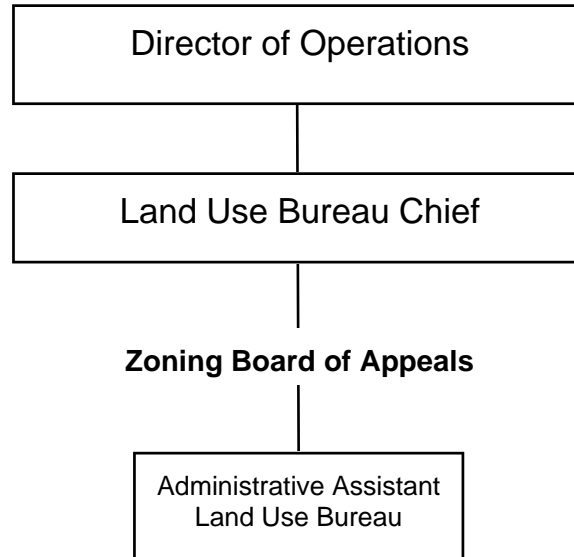 Director of Operations
Land Use Bureau Chief
Zoning Board of Appeals
Administrative Assistant
Land Use Bureau